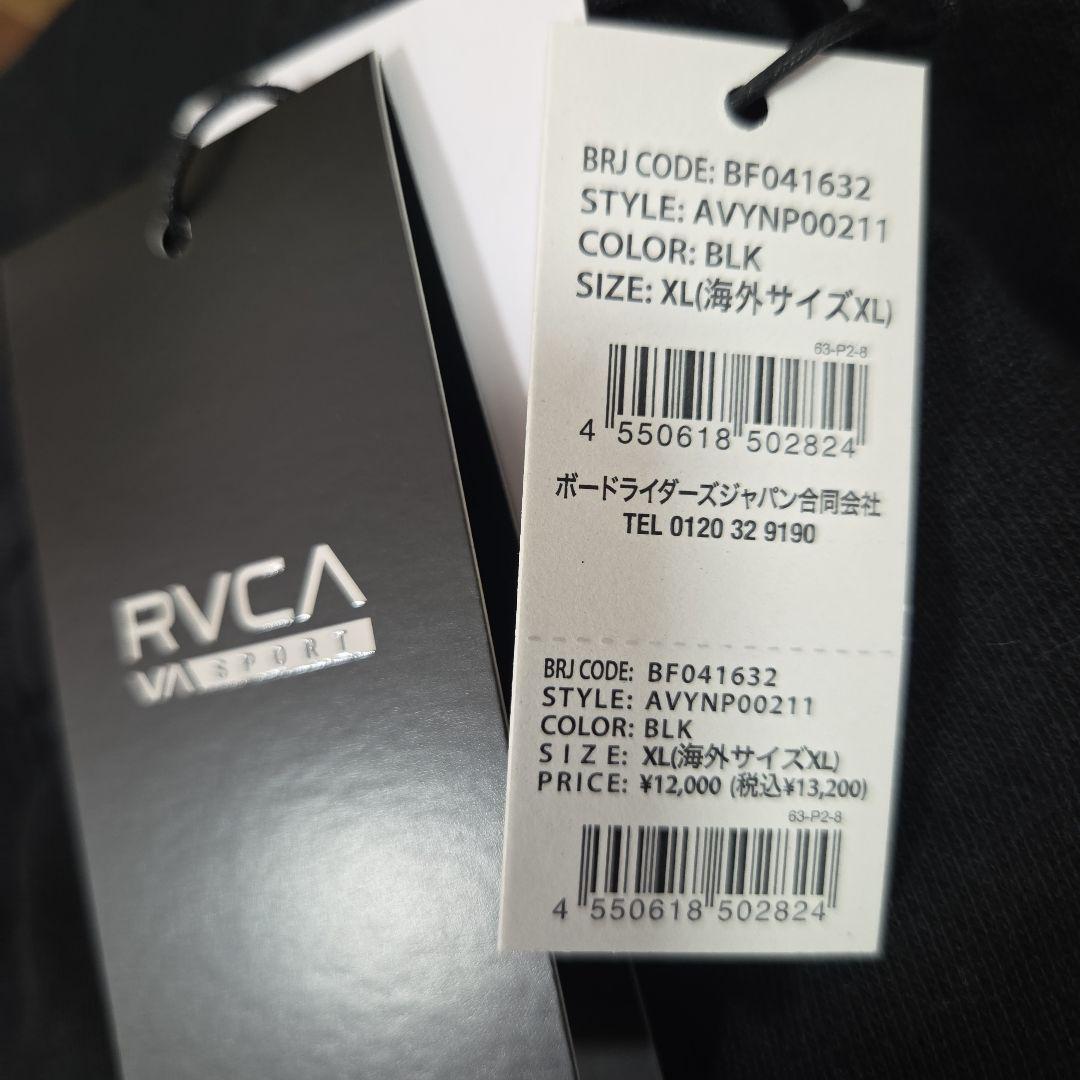 RVCA
VA SPORT
BRJ CODE: BF041632
STYLE: AVYNP00211
COLOR: BLK
SIZE: XL(海外サイズXL)
63-P2-8
4 550618 502824
ボードライダーズジャパン合同会社
TEL 0120 32 9190
BRJ CODE: BF041632
STYLE: AVYNP00211
COLOR: BLK
SIZE: XL(海外サイズXL)
PRICE: ¥12,000 (税込¥13,200)
63-P2-8
4 550618 502824